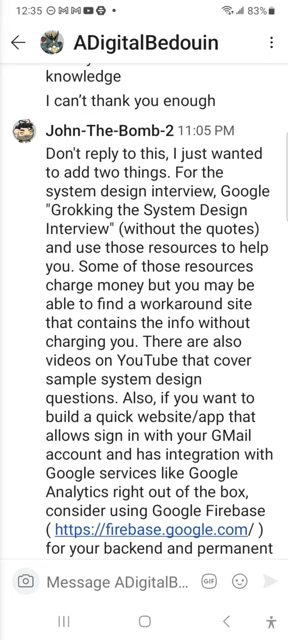 12:35
83%
ADigitalBedouin
knowledge
I can't thank you enough
John-The-Bomb-2 11:05 PM
Don't reply to this, I just wanted
to add two things. For the
system design interview, Google
"Grokking the System Design
Interview" (without the quotes)
and use those resources to help
you. Some of those resources
charge money but you may be
able to find a workaround site
that contains the info without
charging you. There are also
videos on YouTube that cover
sample system design
questions. Also, if you want to
build a quick website/app that
allows sign in with your GMail
account and has integration with
Google services like Google
Analytics right out of the box,
consider using Google Firebase
( https://firebase.google.com/ )
for your backend and permanent
Message ADigitalB...
GIF